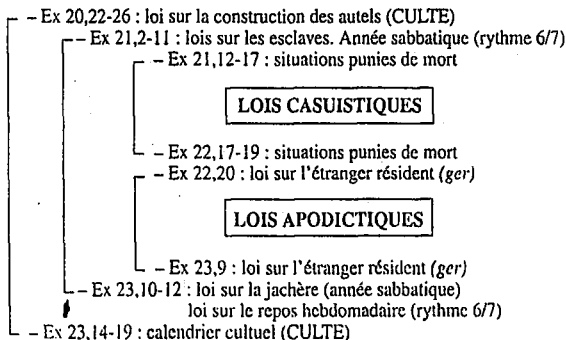 – Ex 20,22-26 : loi sur la construction des autels (CULTE)
– Ex 21,2-11 : lois sur les esclaves. Année sabbatique (rythme 6/7)
– Ex 21,12-17 : situations punies de mort
LOIS CASUISTIQUES
– Ex 22,17-19 : situations punies de mort
– Ex 22,20 : loi sur l'étranger résident (ger)
LOIS APODICTIQUES
– Ex 23,9 : loi sur l'étranger résident (ger)
– Ex 23,10-12 : loi sur la jachère (année sabbatique)
loi sur le repos hebdomadaire (rythme 6/7)
– Ex 23,14-19 : calendrier cultuel (CULTE)